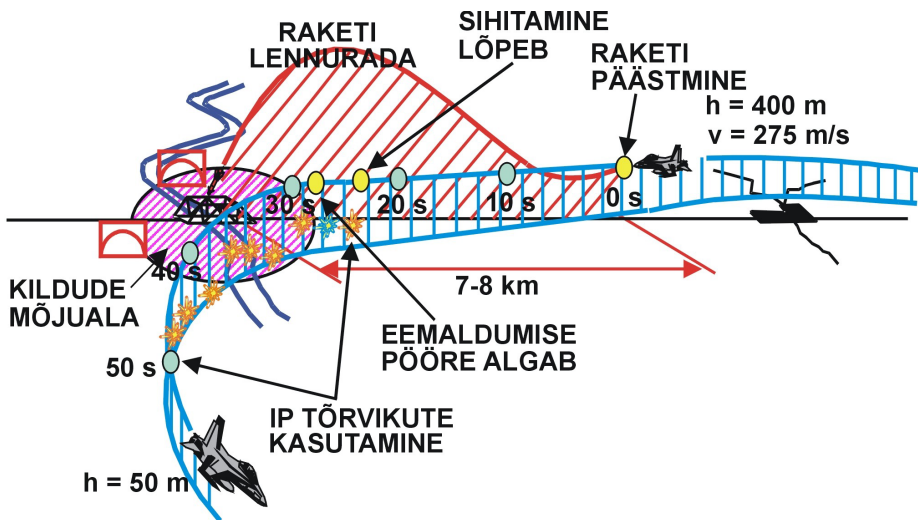 RAKETI
LENNURADA
SIHITAMINE
LÕPEB
RAKETI
PÄÄSTMINE
h = 400 m
v = 275 m/s
30 s
20 s
10 s
0 s
40 s
7-8 km
KILDUDE
MÕJUALA
EEMALDUMISE
PÖÖRE ALGAB
50 s
IP TÕRVIKUTE
KASUTAMINE
h = 50 m